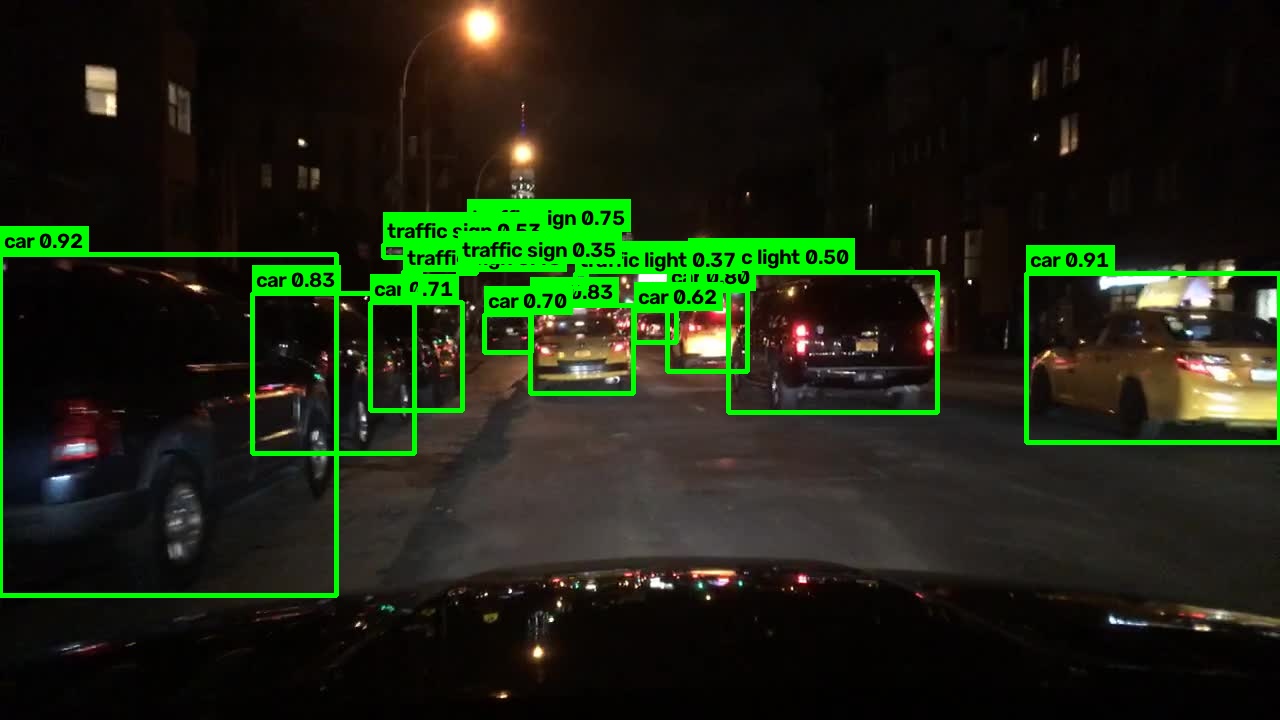 ign 0.75
traffic sign 0.53
traffic sign 0.35
car 0.92
light 0.37
c light 0.50
car 0.91
car 0.83
car 0.80
car 0.71
0.83
car 0.70
car 0.62